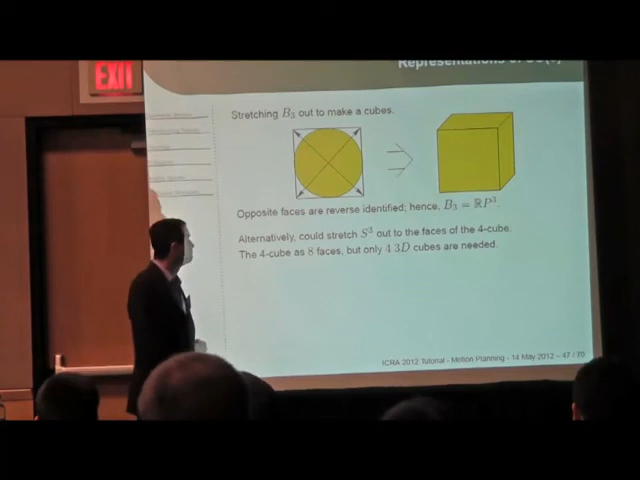 EXIT
Representations of
Stretching B₃ out to make a cubes.
Opposite faces are reverse identified; hence, B₃ = ℝP³.
Alternatively, could stretch S³ out to the faces of the 4-cube.
The 4-cube as 8 faces, but only 4 3D cubes are needed.
ICRA 2012 Tutorial - Motion Planning - 14 May 2012 – 47 / 70